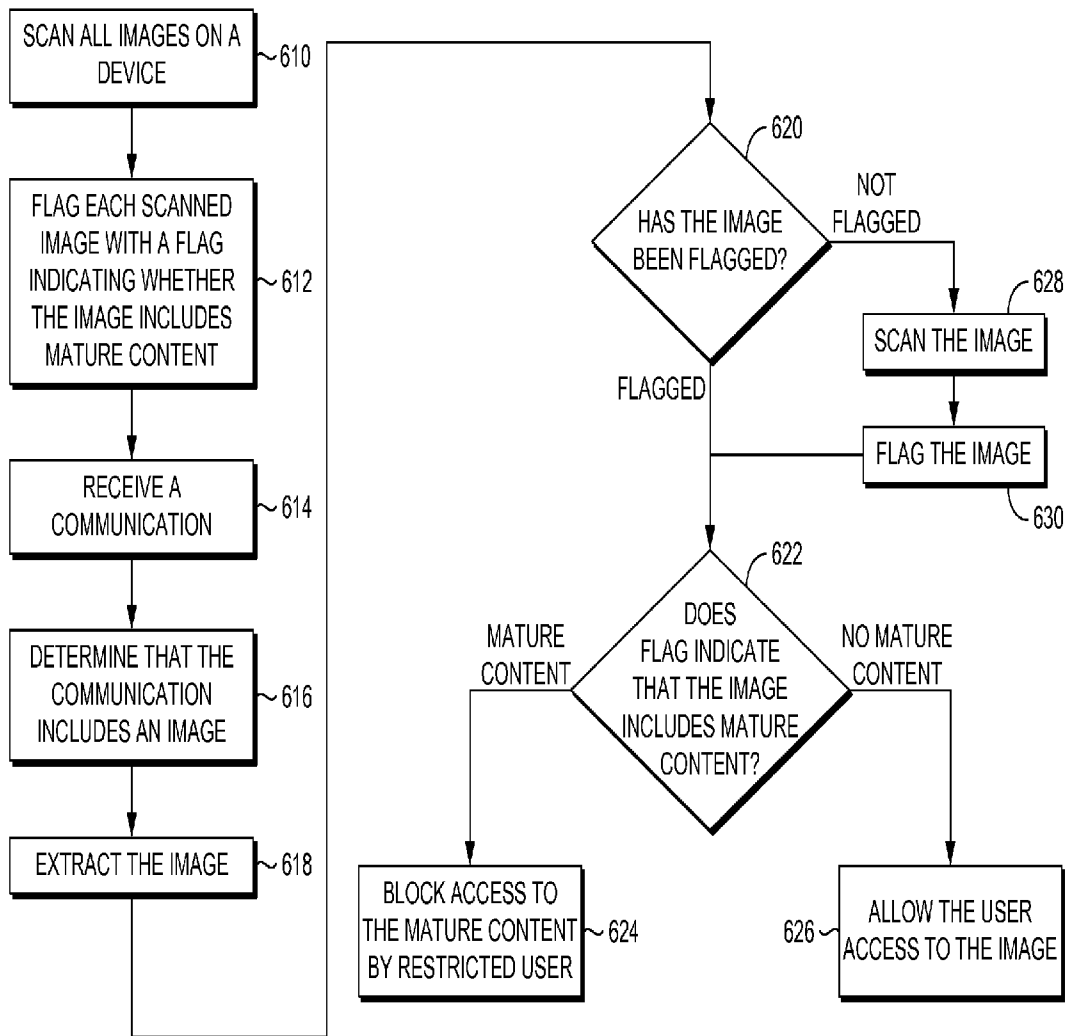 SCAN ALL IMAGES ON A
DEVICE
610
FLAG EACH SCANNED
IMAGE WITH A FLAG
INDICATING WHETHER
THE IMAGE INCLUDES
MATURE CONTENT
612
RECEIVE A
COMMUNICATION
614
DETERMINE THAT THE
COMMUNICATION
INCLUDES AN IMAGE
616
EXTRACT THE IMAGE
618
620
HAS THE IMAGE
BEEN FLAGGED?
NOT
FLAGGED
FLAGGED
628
SCAN THE IMAGE
FLAG THE IMAGE
630
622
DOES
FLAG INDICATE
THAT THE IMAGE
INCLUDES MATURE
CONTENT?
MATURE
CONTENT
NO MATURE
CONTENT
BLOCK ACCESS TO
THE MATURE CONTENT
BY RESTRICTED USER
624
626
ALLOW THE USER
ACCESS TO THE IMAGE